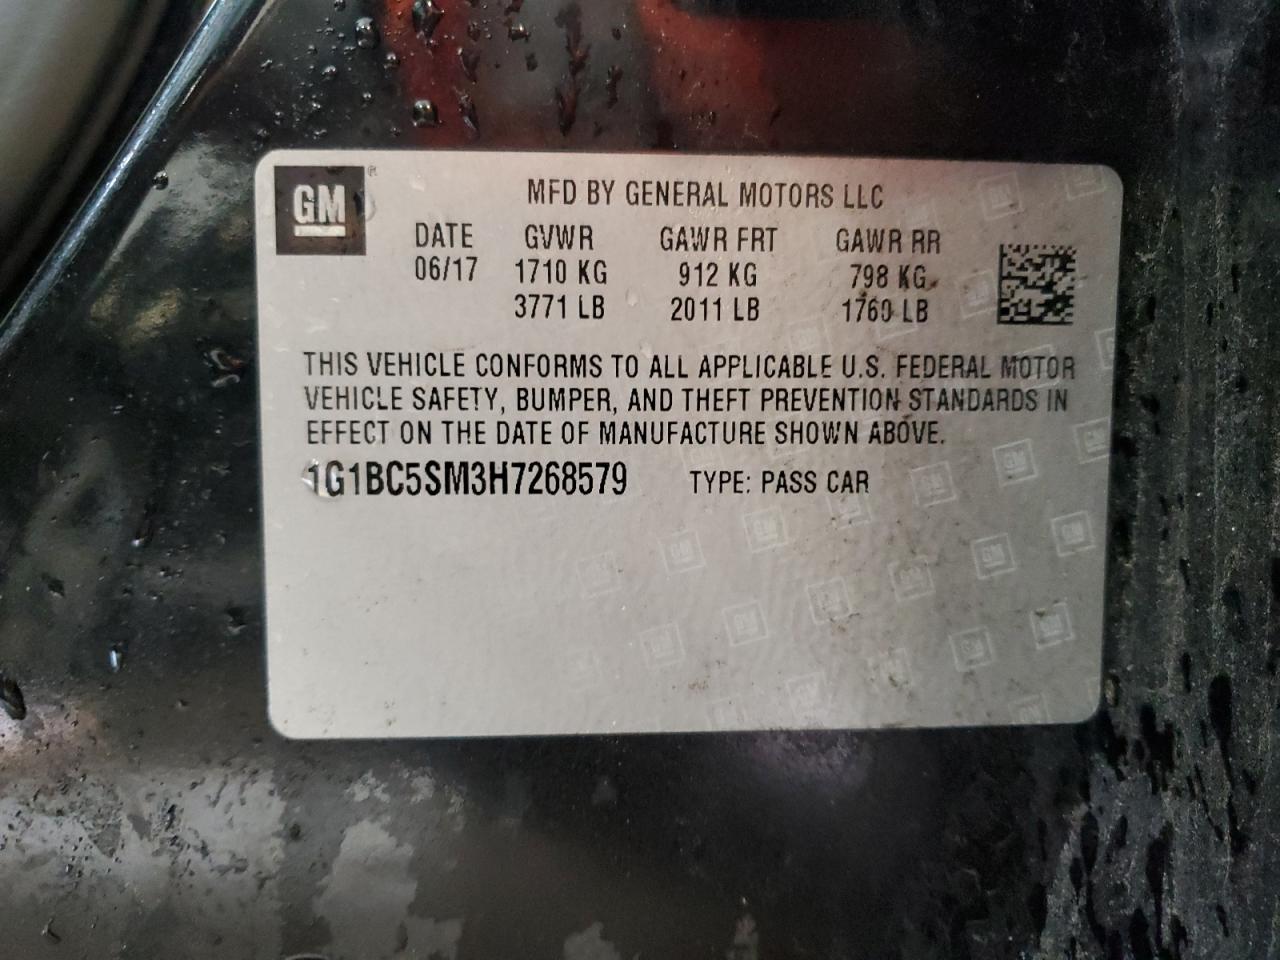 GM
MFD BY GENERAL MOTORS LLC
DATE GVWR GAWR FRT GAWR RR
06/17 1710 KG 912 KG 798 KG
3771 LB 2011 LB 1760 LB
THIS VEHICLE CONFORMS TO ALL APPLICABLE U.S. FEDERAL MOTOR
VEHICLE SAFETY, BUMPER, AND THEFT PREVENTION STANDARDS IN
EFFECT ON THE DATE OF MANUFACTURE SHOWN ABOVE.
1G1BC5SM3H7268579 TYPE: PASS CAR